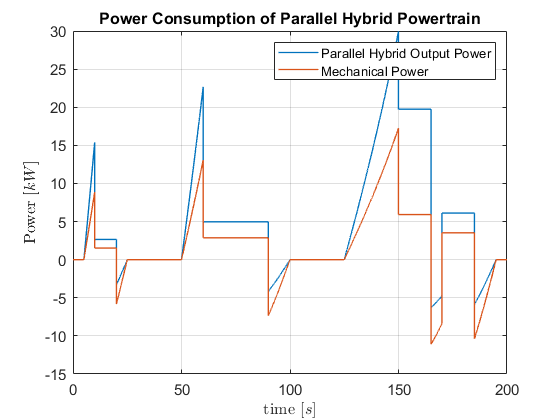 Power Consumption of Parallel Hybrid Powertrain
Parallel Hybrid Output Power
Mechanical Power
Power [kW]
30
25
20
15
10
5
0
-5
-10
-15
0 50 100 150 200
time [s]